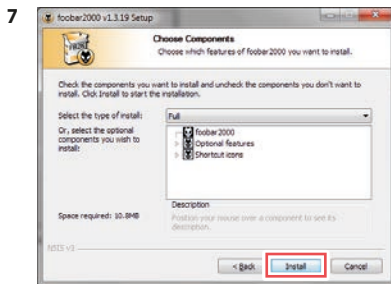 7
foobar2000 v1.3.19 Setup
Choose Components
Choose which features of foobar2000 you want to install.
Check the components you want to install and uncheck the components you don't want to
install. Click Install to start the installation.
Select the type of install:
Full
Or, select the optional
components you wish to
install:
foobar2000
Optional features
Shortcut icons
Description
Position your mouse over a component to see its
description.
Space required: 10.8MB
NSIS v3
< Back
Install
Cancel